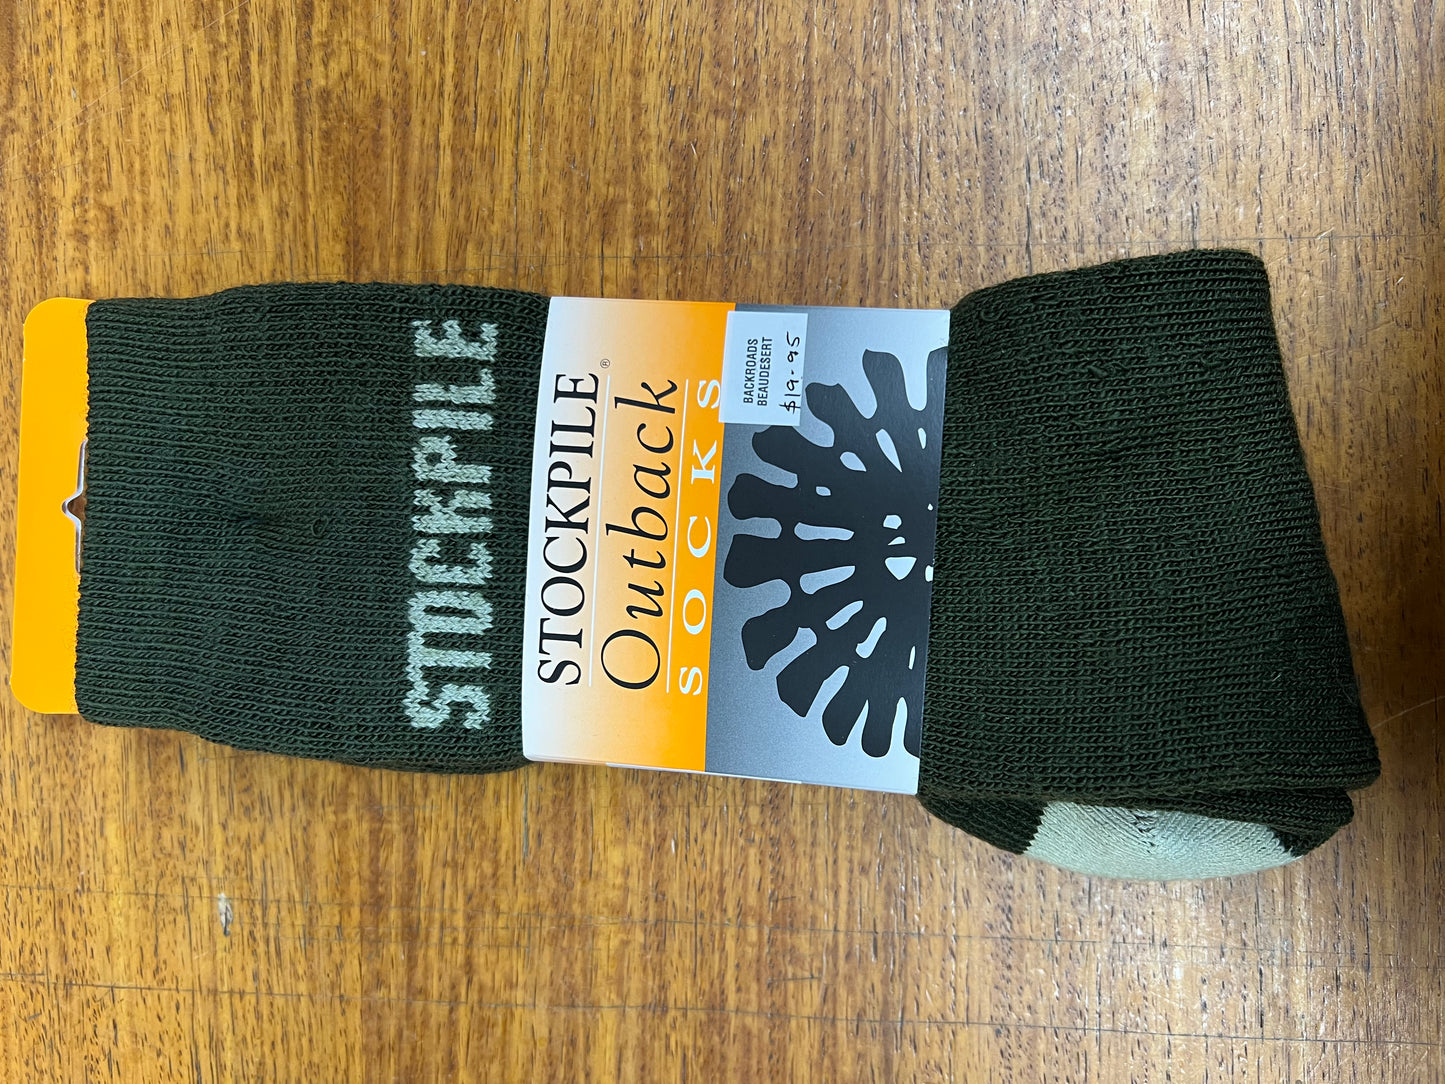 STOCKPILE
STOCKPILE®
Outback
SOCKS
BACKROADS
BEAUDESERT
$19.95